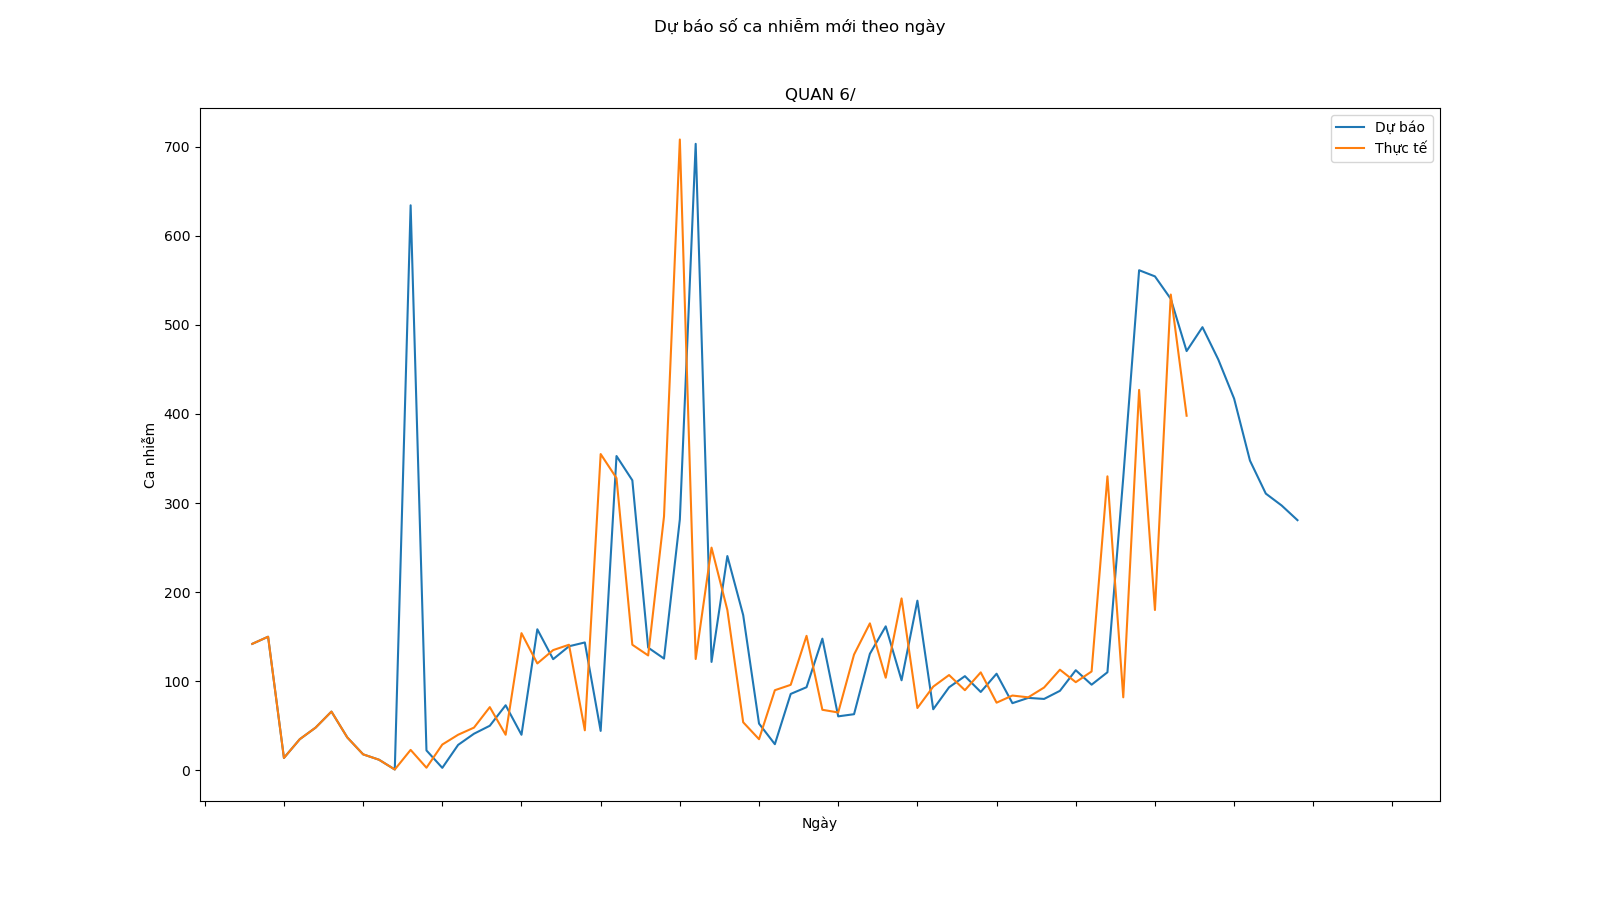 Dự báo số ca nhiễm mới theo ngày
QUAN 6/
Dự báo
Thực tế
700
600
500
400
300
200
100
0
Ca nhiễm
Ngày